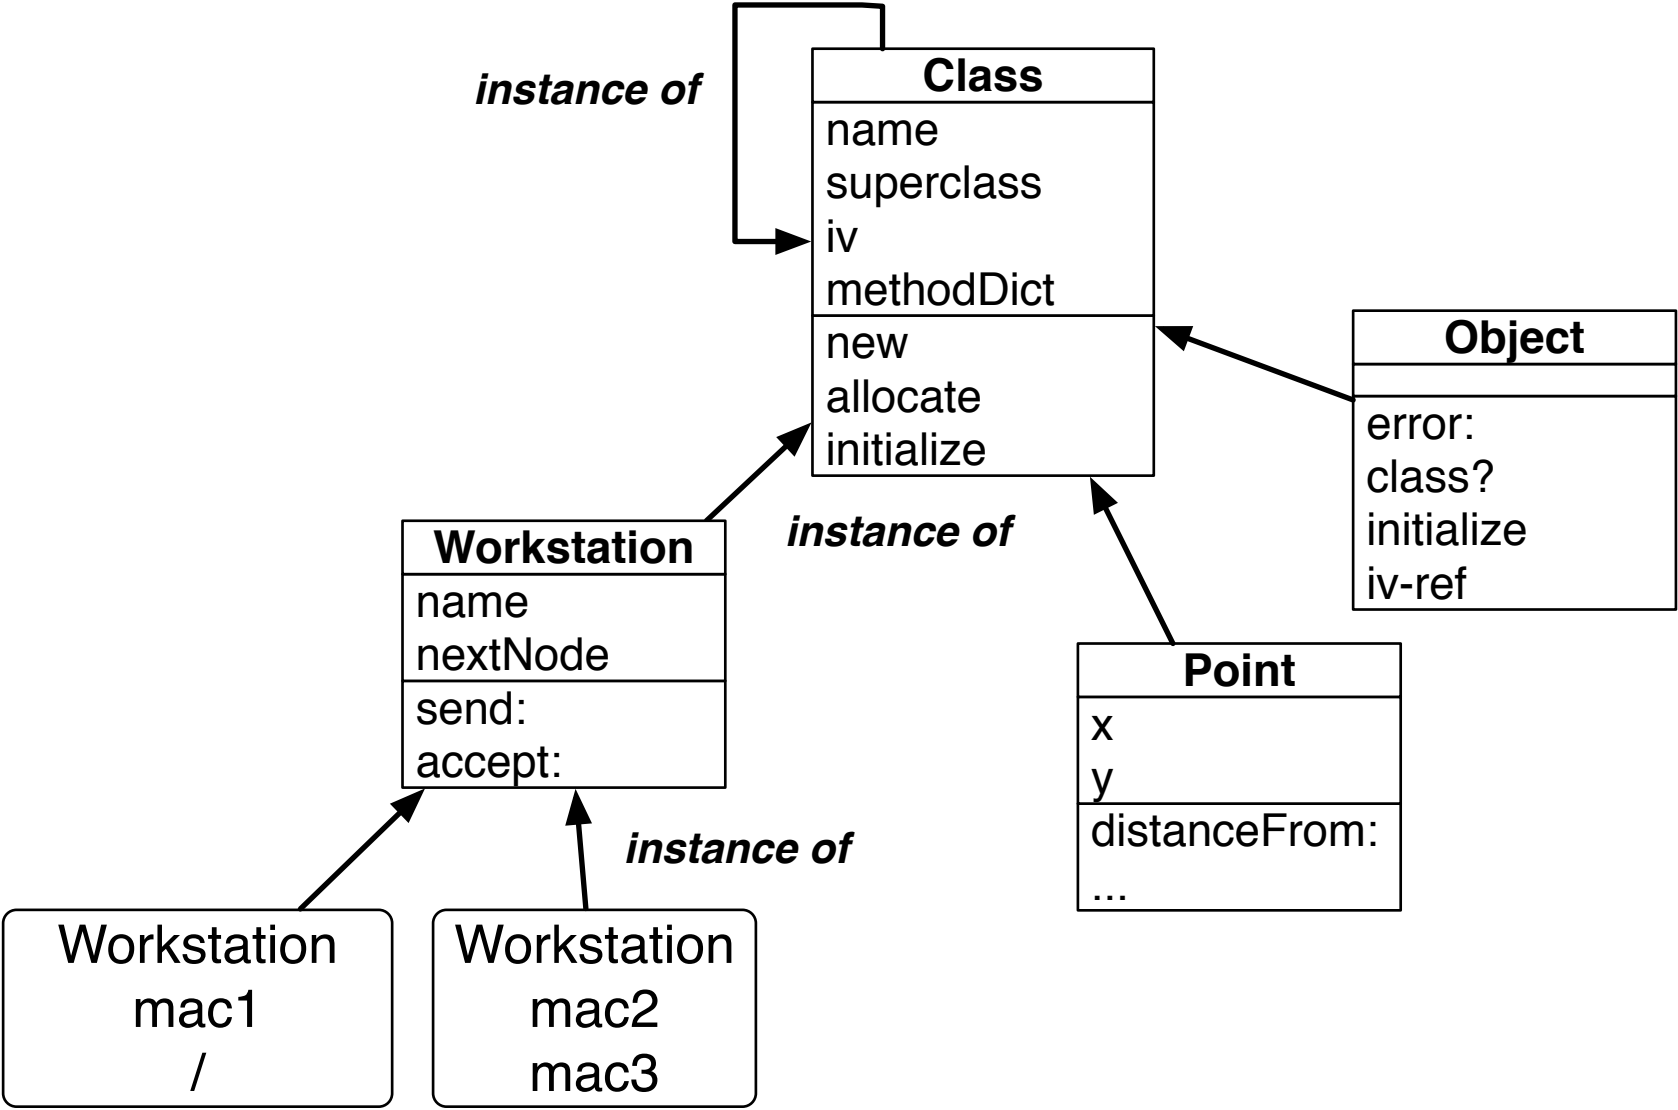 instance of
Class
name
superclass
iv
methodDict
new
allocate
initialize
Object
error:
class?
initialize
iv-ref
instance of
Workstation
name
nextNode
send:
accept:
Point
x
y
distanceFrom:
...
instance of
Workstation
mac1
/
Workstation
mac2
mac3